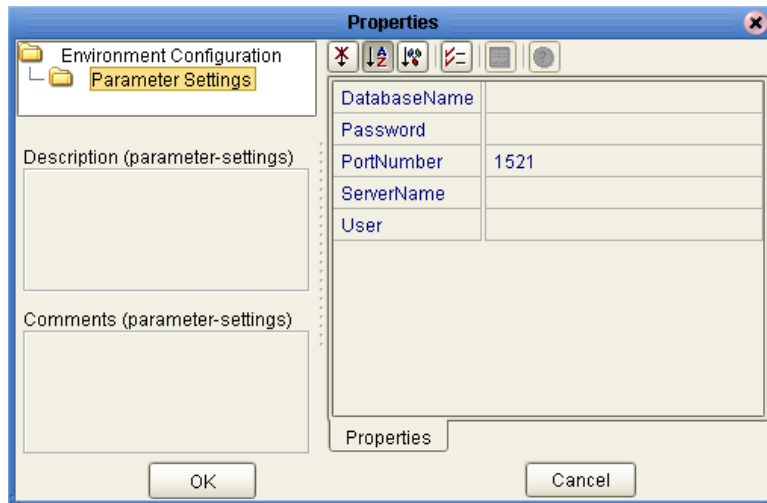 Properties
Environment Configuration
Parameter Settings
Description (parameter-settings)
Comments (parameter-settings)
DatabaseName
Password
PortNumber 1521
ServerName
User
Properties
OK
Cancel